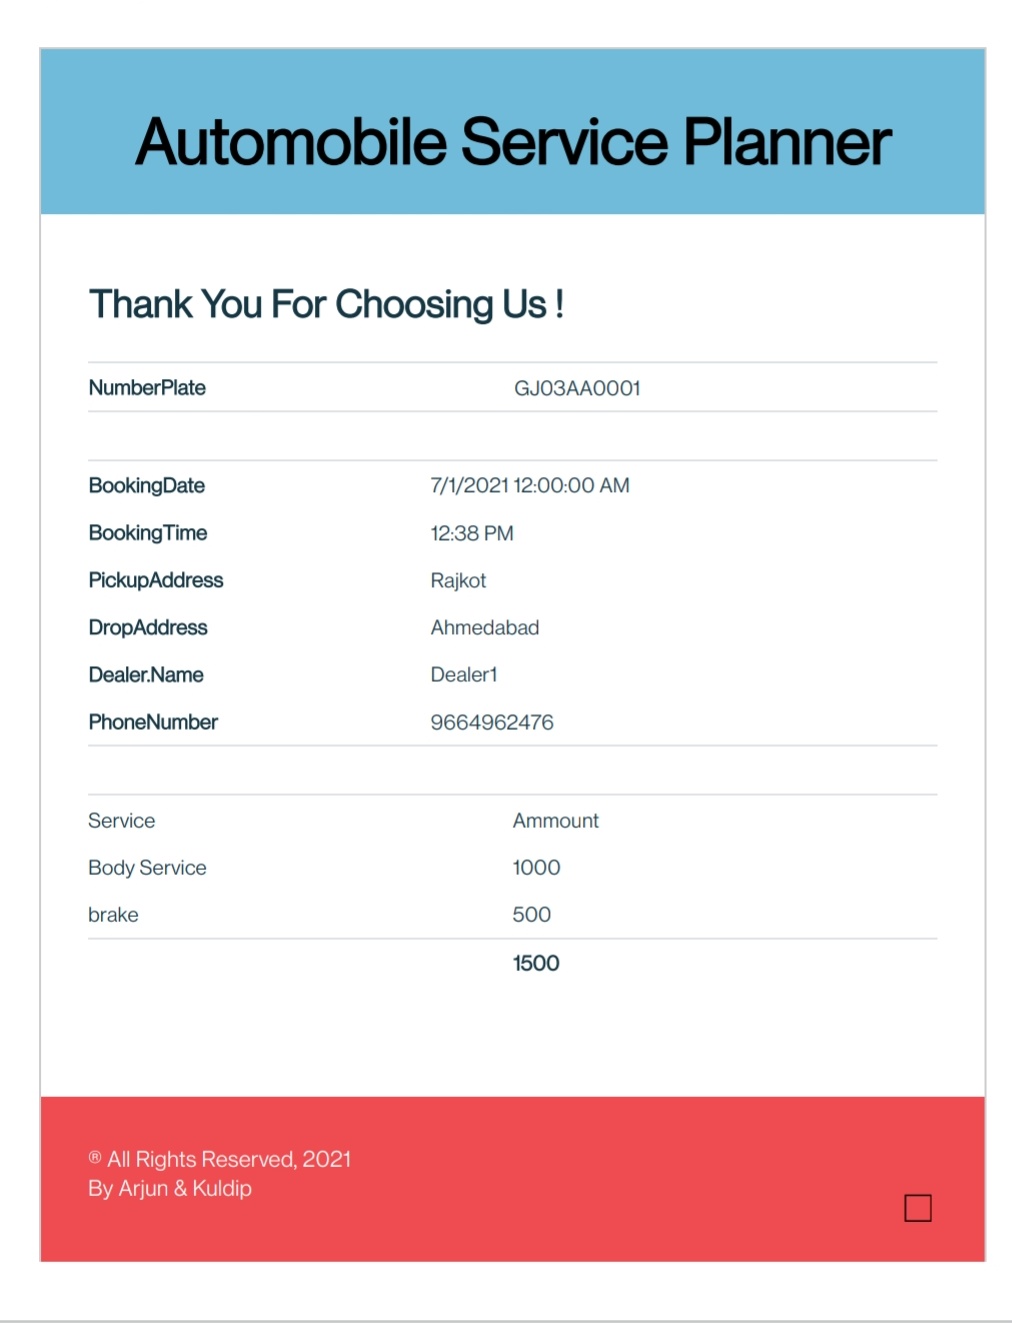 Automobile Service Planner
Thank You For Choosing Us !
NumberPlate GJ03AA0001
BookingDate 7/1/2021 12:00:00 AM
BookingTime 12:38 PM
PickupAddress Rajkot
DropAddress Ahmedabad
Dealer.Name Dealer1
PhoneNumber 9664962476
Service Ammount
Body Service 1000
brake 500
1500
® All Rights Reserved, 2021
By Arjun & Kuldip